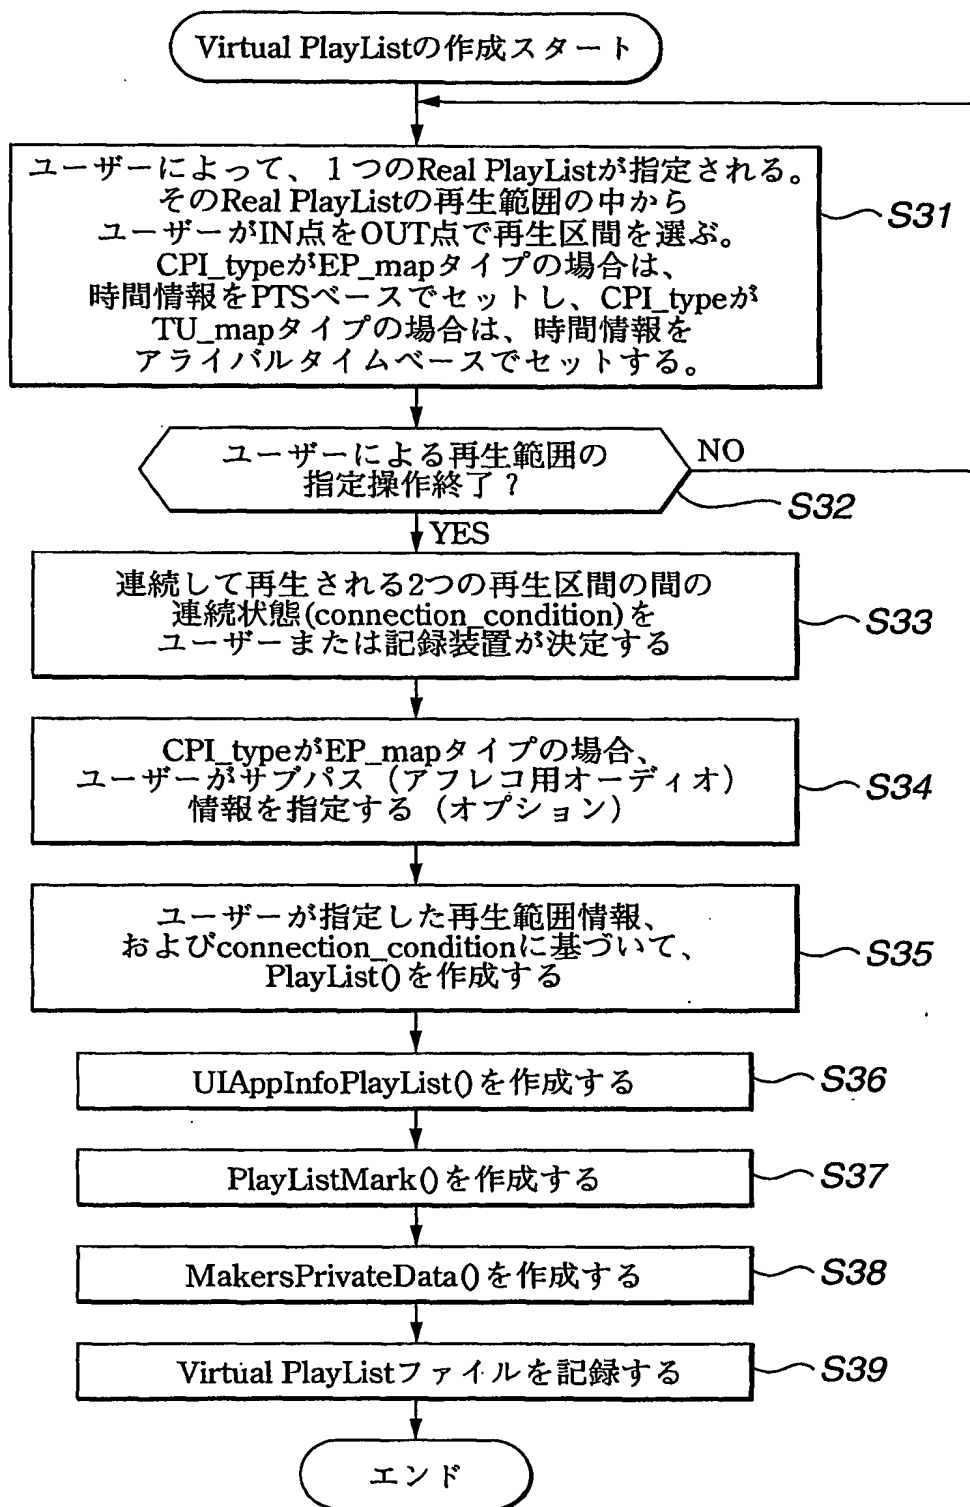 Virtual PlayListの作成スタート
ユーザーによって、1つのReal PlayListが指定される。
そのReal PlayListの再生範囲の中から
ユーザーがIN点をOUT点で再生区間を選ぶ。
CPI_typeがEP_mapタイプの場合は、
時間情報をPTSベースでセットし、CPI_typeが
TU_mapタイプの場合は、時間情報を
アライバルタイムベースでセットする。
S31
ユーザーによる再生範囲の
指定操作終了?
NO
S32
YES
連続して再生される2つの再生区間の間の
連続状態(connection_condition)を
ユーザーまたは記録装置が決定する
S33
CPI_typeがEP_mapタイプの場合、
ユーザーがサブパス(アフレコ用オーディオ)
情報を指定する(オプション)
S34
ユーザーが指定した再生範囲情報、
およびconnection_conditionに基づいて、
PlayList()を作成する
S35
UIAppInfoPlayList()を作成する
S36
PlayListMark()を作成する
S37
MakersPrivateData()を作成する
S38
Virtual PlayListファイルを記録する
S39
エンド